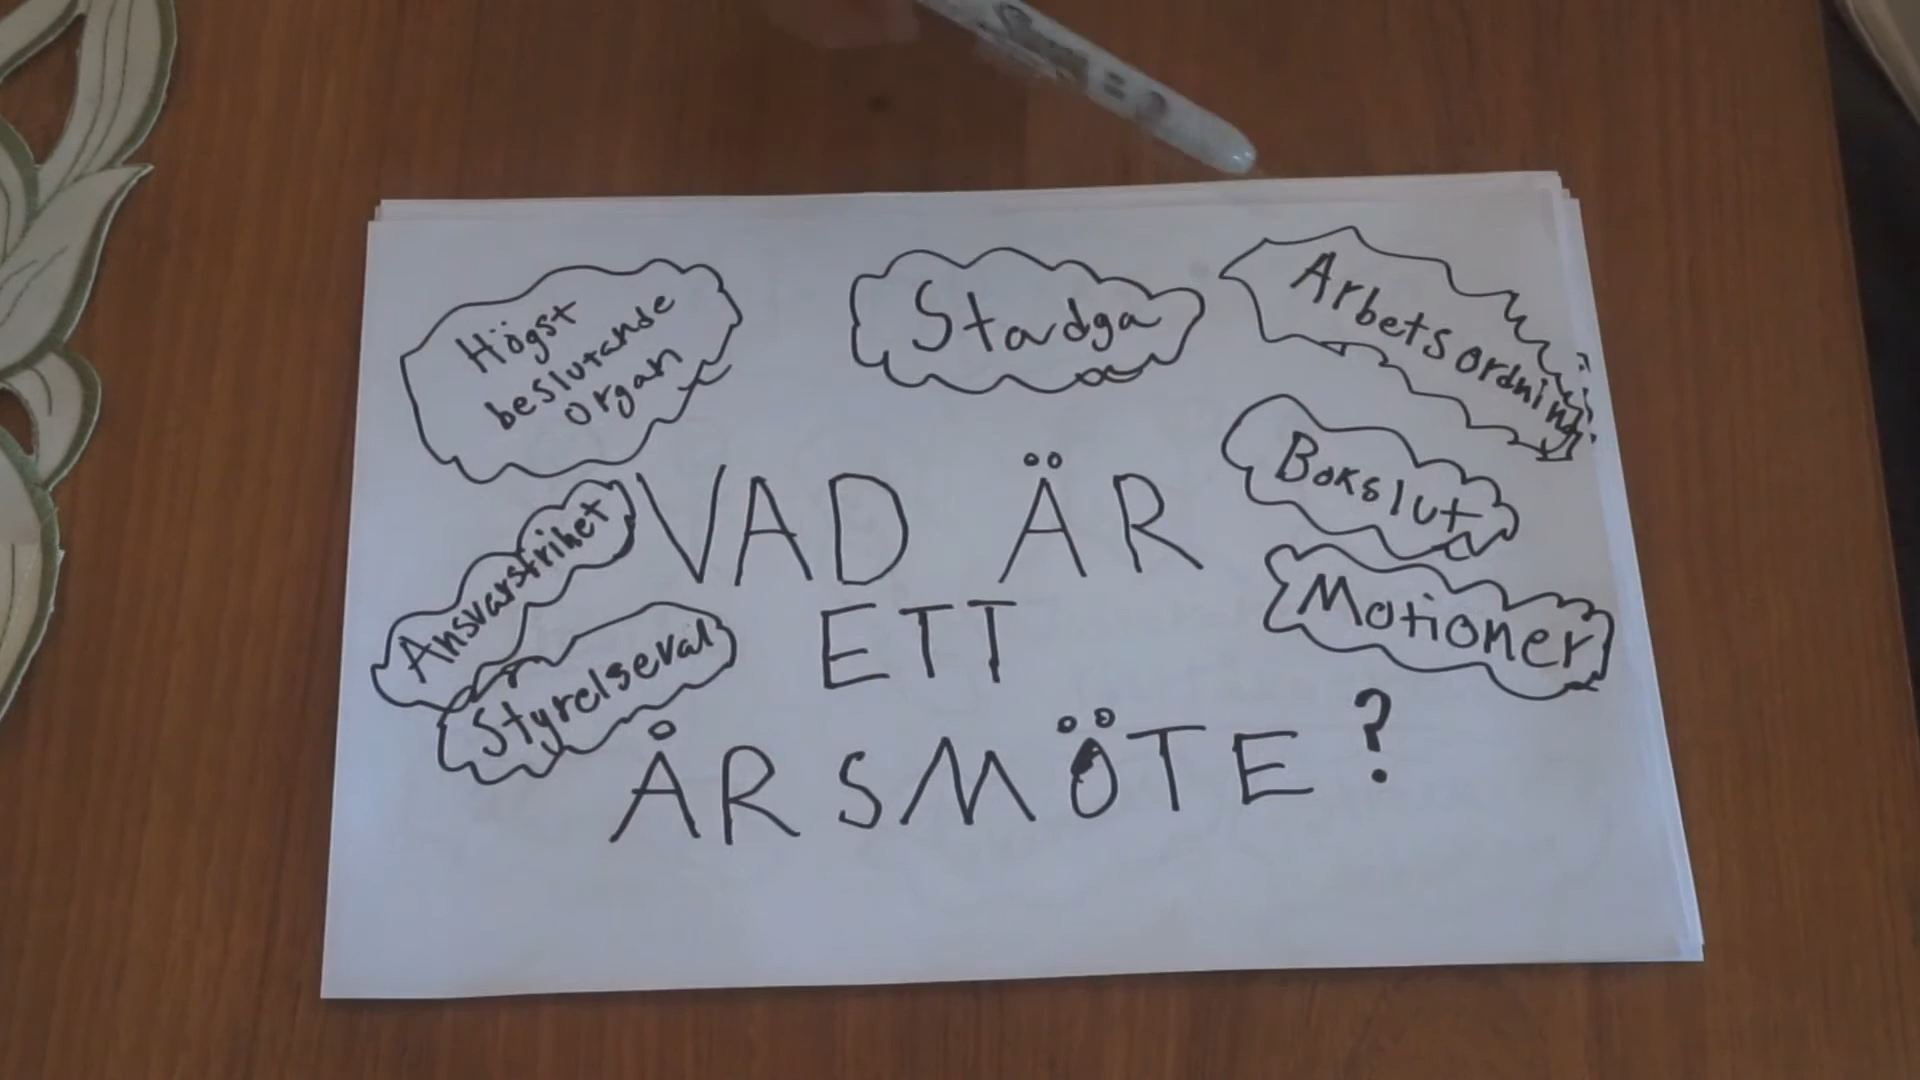 Högst
beslutande
organ
Stadga
Arbetsordning
Bokslut
Motioner
Ansvarsfrihet
Styrelseval
VAD ÄR
ETT
ÅRSMÖTE?